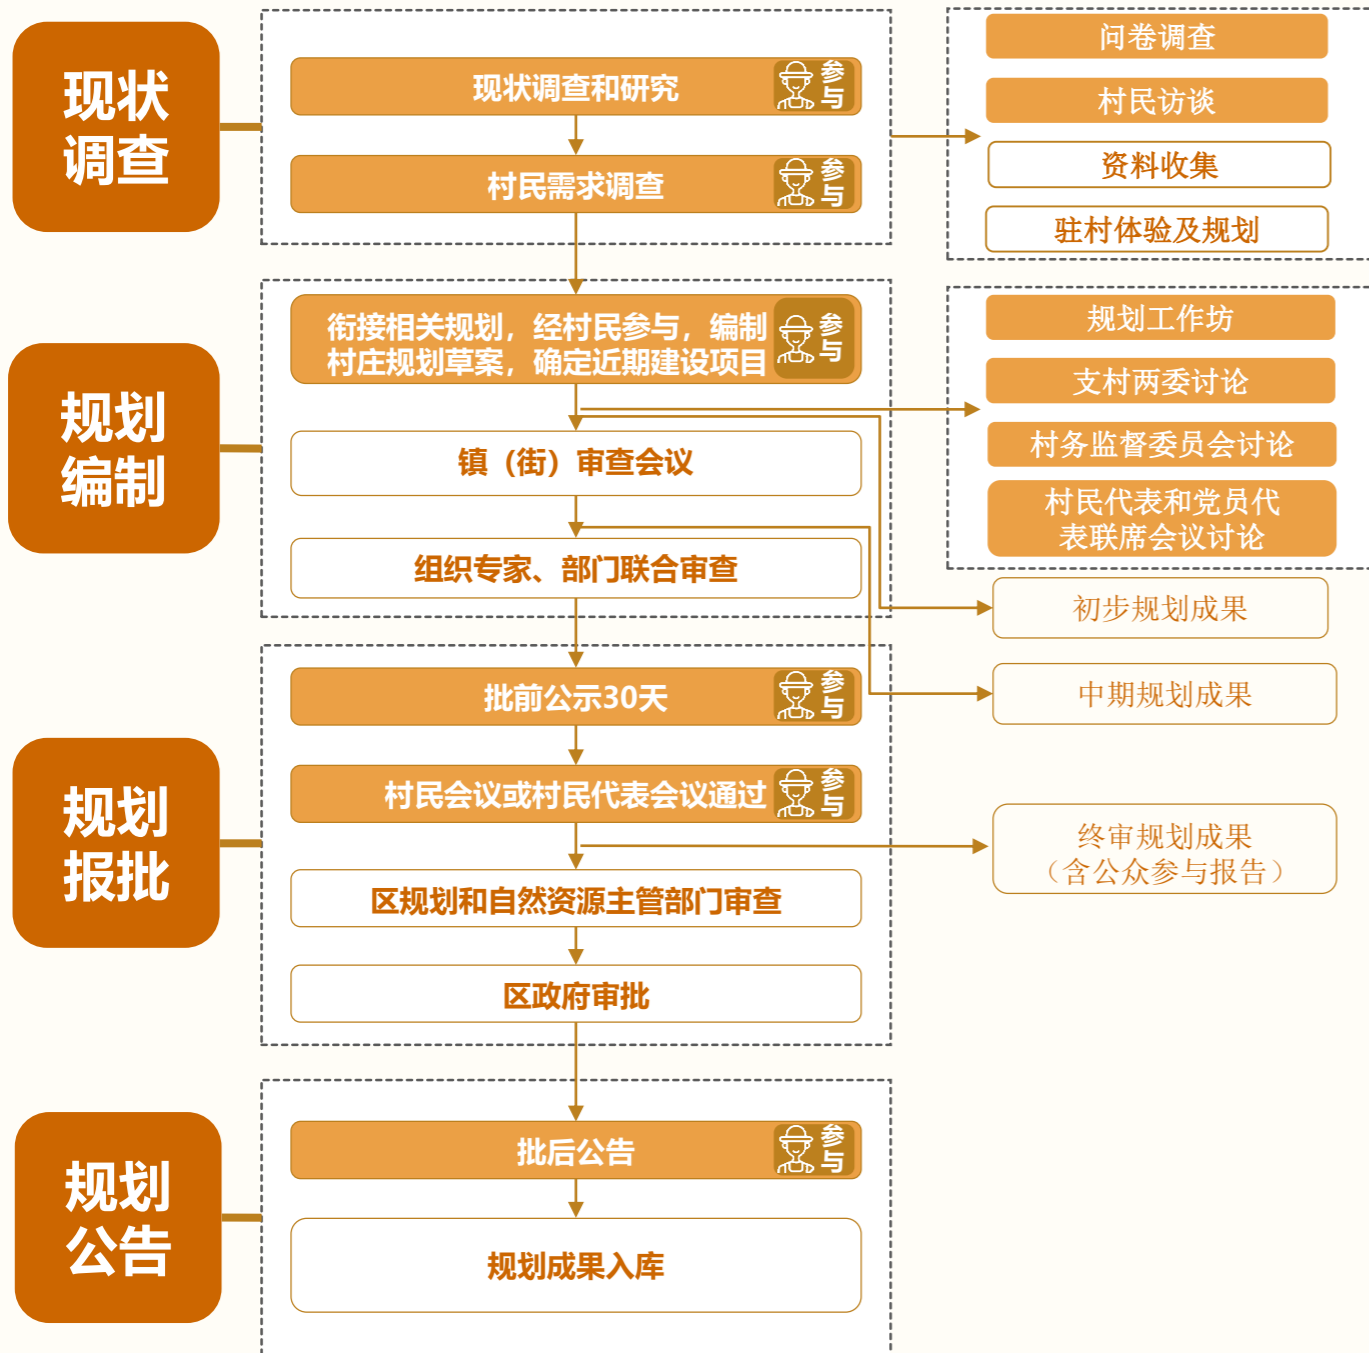 现状
调查
现状调查和研究
参与
村民需求调查
参与
问卷调查
村民访谈
资料收集
驻村体验及规划
规划
编制
衔接相关规划，经村民参与，编制
村庄规划草案，确定近期建设项目
参与
镇（街）审查会议
组织专家、部门联合审查
规划工作坊
支村两委讨论
村务监督委员会讨论
村民代表和党员代
表联席会议讨论
初步规划成果
中期规划成果
规划
报批
批前公示30天
参与
村民会议或村民代表会议通过
参与
区规划和自然资源主管部门审查
区政府审批
终审规划成果
（含公众参与报告）
规划
公告
批后公告
参与
规划成果入库